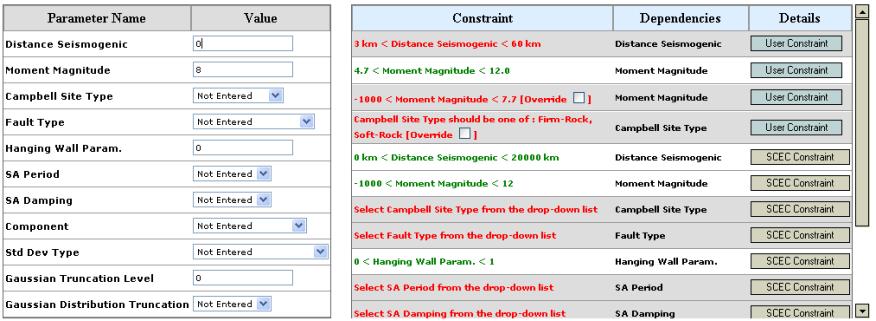 Parameter Name Value
Distance Seismogenic 0
Moment Magnitude 8
Campbell Site Type Not Entered
Fault Type Not Entered
Hanging Wall Param. 0
SA Period Not Entered
SA Damping Not Entered
Component Not Entered
Std Dev Type Not Entered
Gaussian Truncation Level 0
Gaussian Distribution Truncation Not Entered
Constraint Dependencies Details
3 km < Distance Seismogenic < 60 km Distance Seismogenic User Constraint
4.7 < Moment Magnitude < 12.0 Moment Magnitude User Constraint
-1000 < Moment Magnitude < 7.7 [Override ] Moment Magnitude User Constraint
Campbell Site Type should be one of : Firm-Rock,
Soft-Rock [Override ] Campbell Site Type User Constraint
0 km < Distance Seismogenic < 20000 km Distance Seismogenic SCEC Constraint
-1000 < Moment Magnitude < 12 Moment Magnitude SCEC Constraint
Select Campbell Site Type from the drop-down list Campbell Site Type SCEC Constraint
Select Fault Type from the drop-down list Fault Type SCEC Constraint
0 < Hanging Wall Param. < 1 Hanging Wall Param. SCEC Constraint
Select SA Period from the drop-down list SA Period SCEC Constraint
Select SA Damping from the drop-down list SA Damping SCEC Constraint